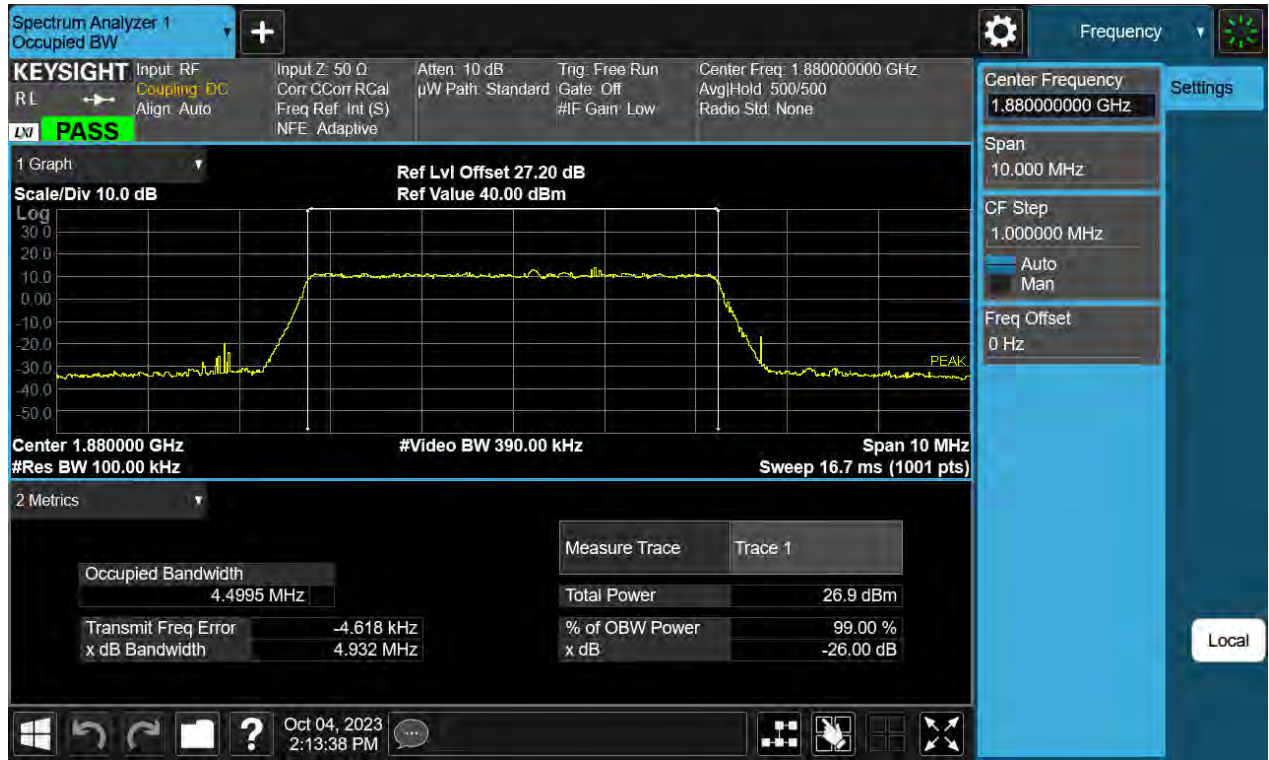 Spectrum Analyzer 1
Occupied BW
Frequency
KEYSIGHT
RL
LXI
PASS
Input: RF
Coupling: DC
Align: Auto
Input Z: 50 Ω
Corr CCorr RCal
Freq Ref: Int (S)
NFE: Adaptive
Atten: 10 dB
µW Path: Standard
Trig: Free Run
Gate: Off
#IF Gain: Low
Center Freq: 1.880000000 GHz
Avg|Hold: 500/500
Radio Std: None
Center Frequency
1.880000000 GHz
Settings
Span
10.000 MHz
CF Step
1.000000 MHz
Auto
Man
Freq Offset
0 Hz
Local
1 Graph
Scale/Div 10.0 dB
Ref Lvl Offset 27.20 dB
Ref Value 40.00 dBm
Log
30.0
20.0
10.0
0.00
-10.0
-20.0
-30.0
-40.0
-50.0
PEAK
Center 1.880000 GHz
#Video BW 390.00 kHz
Span 10 MHz
#Res BW 100.00 kHz
Sweep 16.7 ms (1001 pts)
2 Metrics
Measure Trace
Trace 1
Occupied Bandwidth
4.4995 MHz
Total Power
26.9 dBm
Transmit Freq Error
-4.618 kHz
% of OBW Power
99.00 %
x dB Bandwidth
4.932 MHz
x dB
-26.00 dB
?
Oct 04, 2023
2:13:38 PM